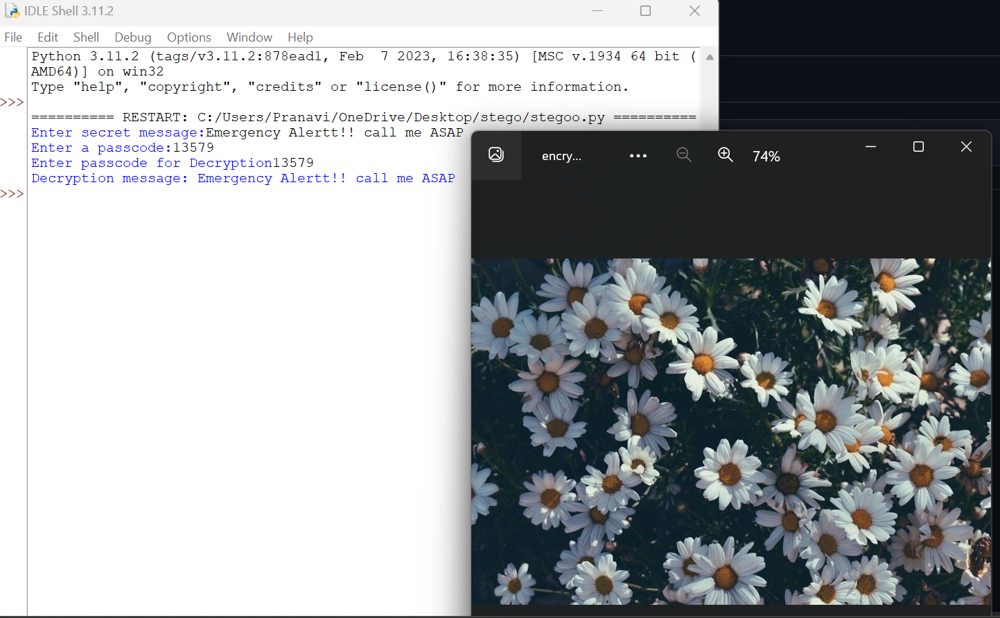 IDLE Shell 3.11.2
File Edit Shell Debug Options Window Help
Python 3.11.2 (tags/v3.11.2:878ead1, Feb  7 2023, 16:38:35) [MSC v.1934 64 bit (
AMD64)] on win32
Type "help", "copyright", "credits" or "license()" for more information.
>>>
========== RESTART: C:/Users/Pranavi/OneDrive/Desktop/stego/stegoo.py ==========
Enter secret message:Emergency Alertt!! call me ASAP
Enter a passcode:13579
Enter passcode for Decryption13579
Decryption message: Emergency Alertt!! call me ASAP
>>>
encry... ••• 74%